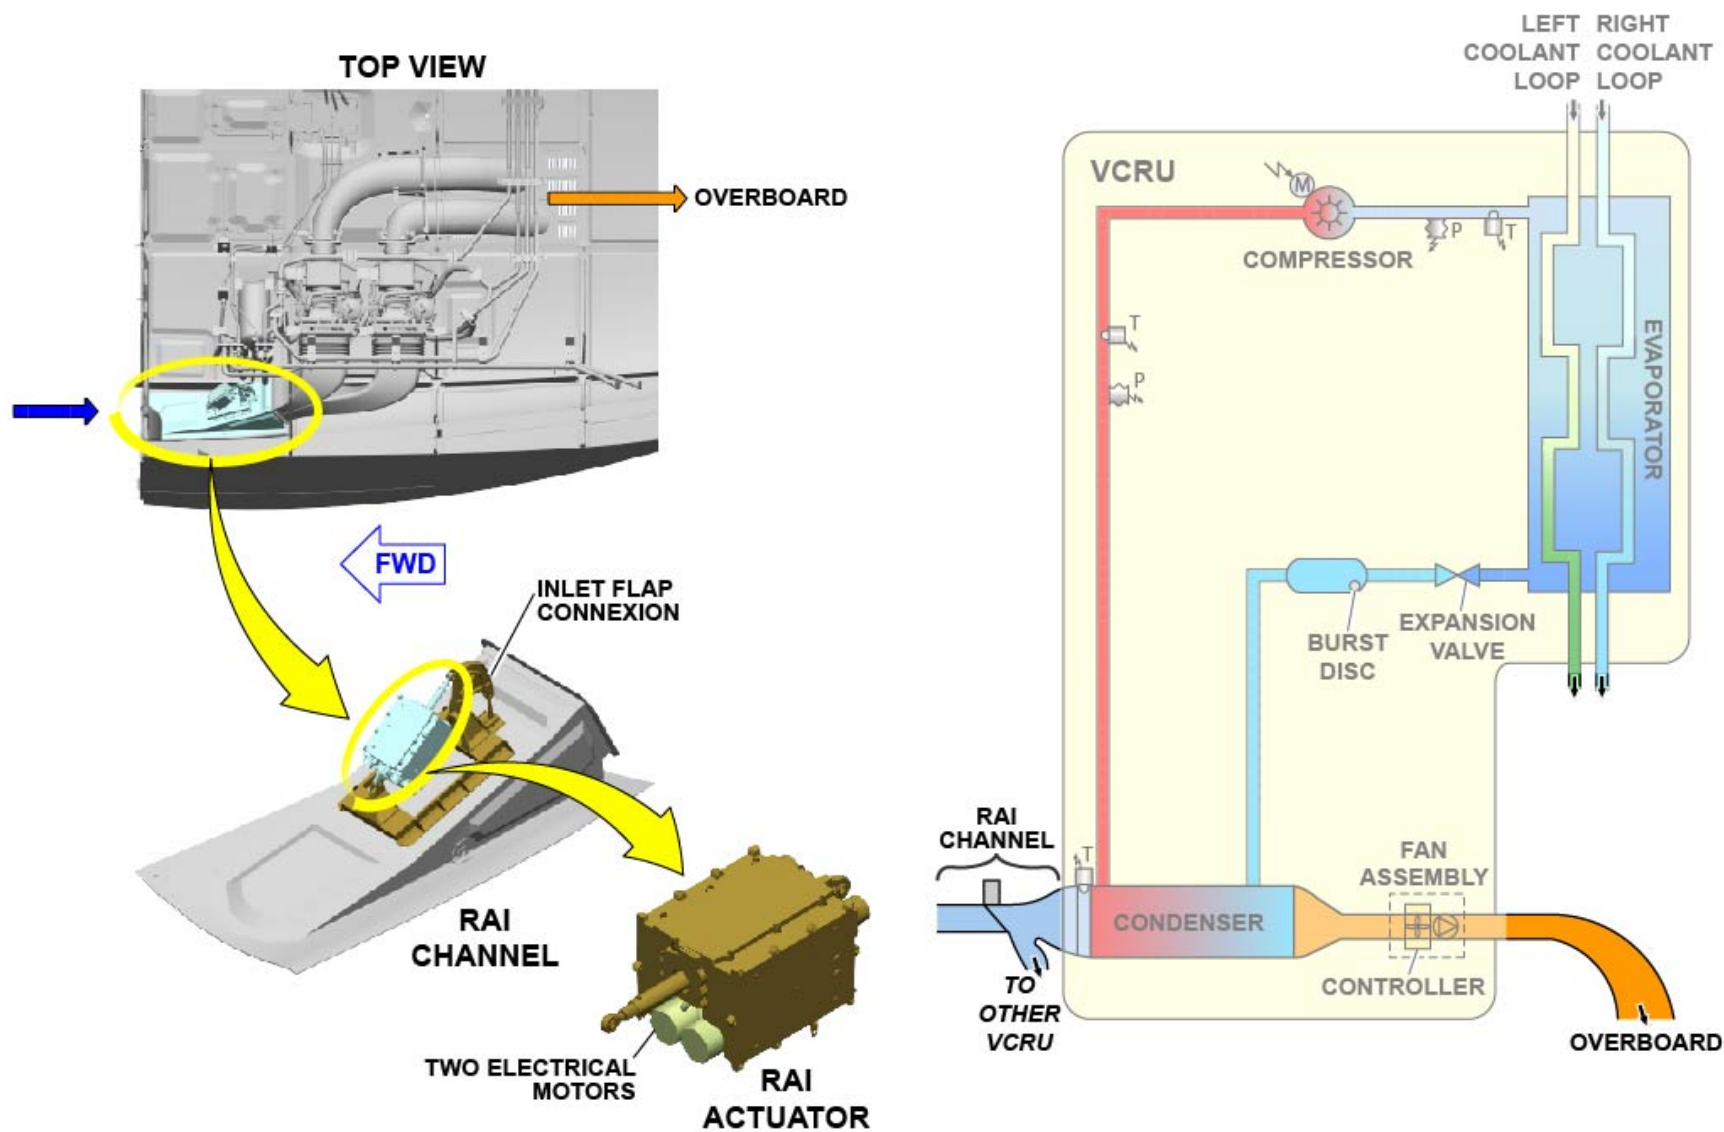 TOP VIEW
OVERBOARD
FWD
INLET FLAP
CONNEXION
RAI
CHANNEL
TWO ELECTRICAL
MOTORS
RAI
ACTUATOR
LEFT
COOLANT
LOOP
RIGHT
COOLANT
LOOP
VCRU
M
COMPRESSOR
P
T
T
P
EVAPORATOR
BURST
DISC
EXPANSION
VALVE
RAI
CHANNEL
T
CONDENSER
FAN
ASSEMBLY
CONTROLLER
TO
OTHER
VCRU
OVERBOARD